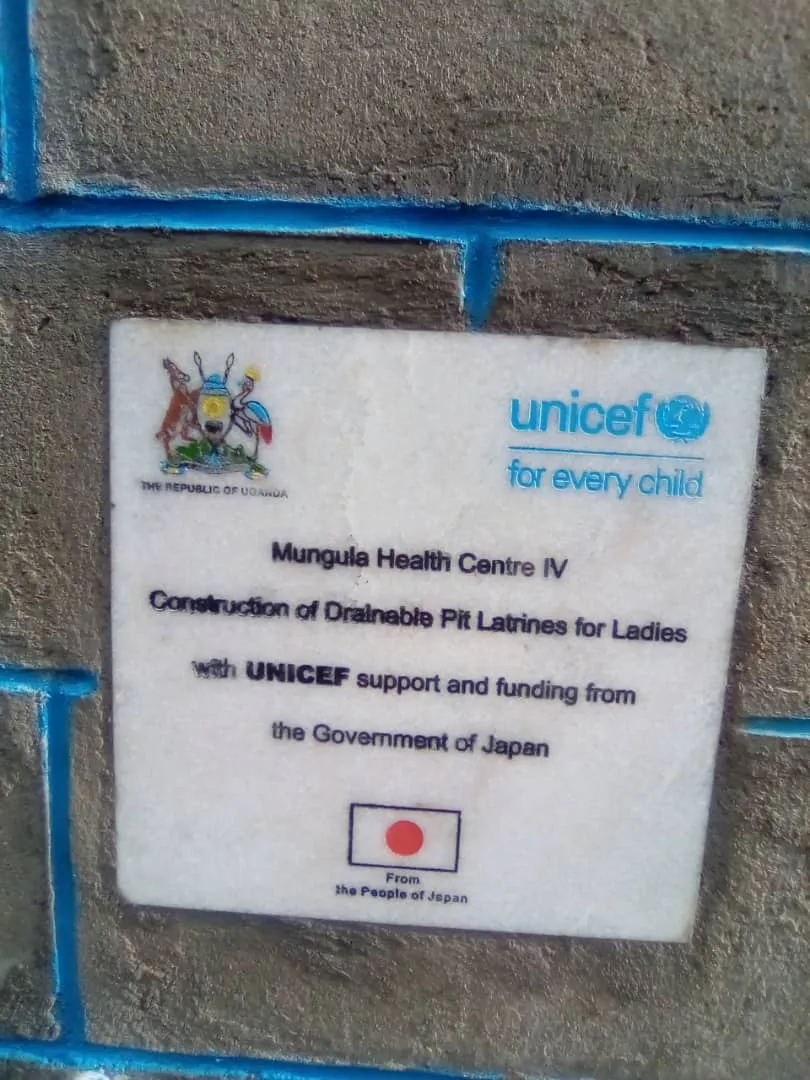 THE REPUBLIC OF UGANDA
unicef
for every child
Mungula Health Centre IV
Construction of Drainable Pit Latrines for Ladies
with UNICEF support and funding from
the Government of Japan
From
the People of Japan